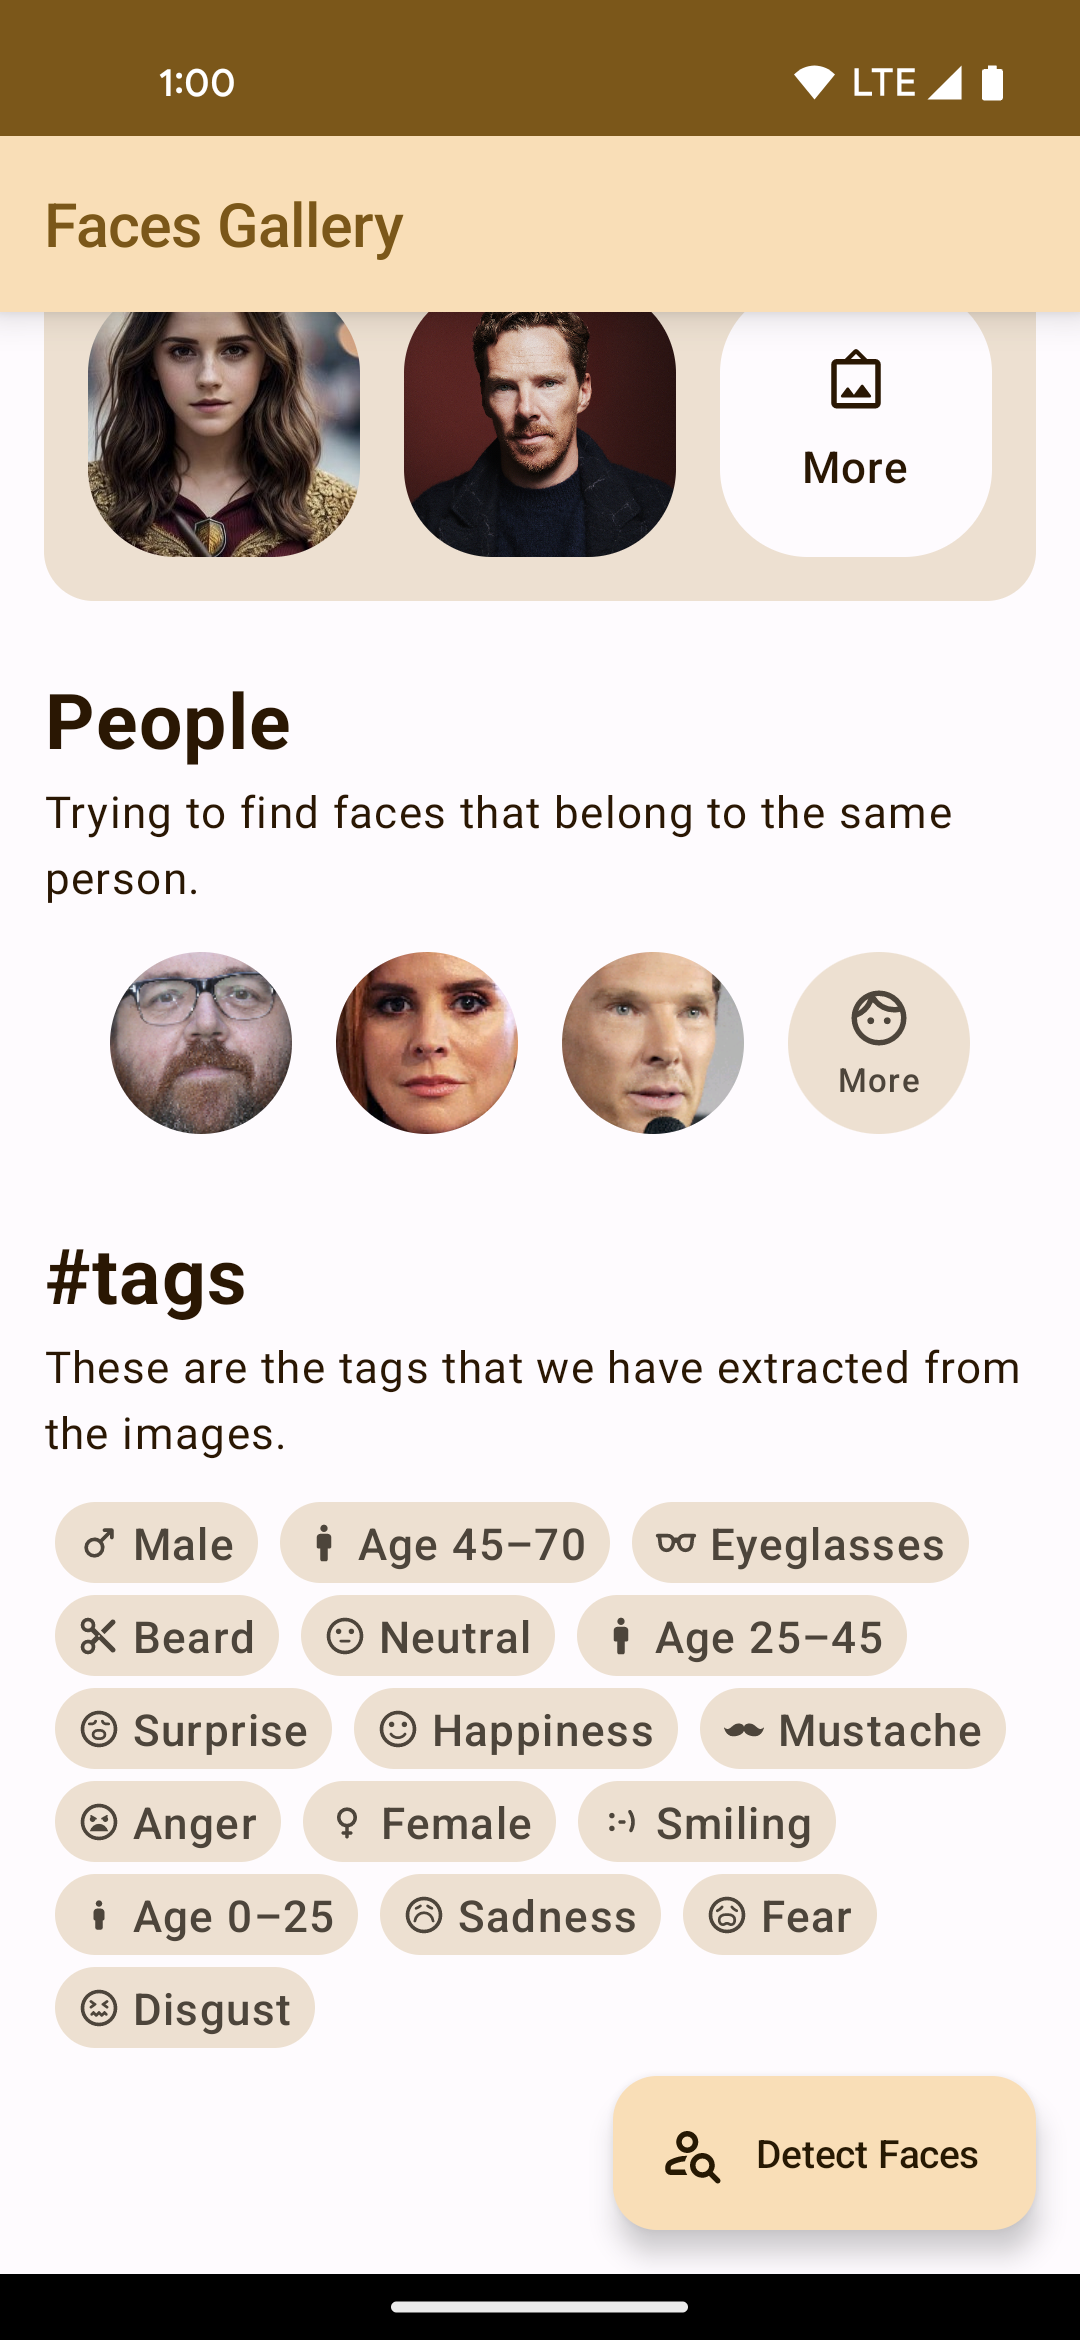 1:00 LTE
Faces Gallery
More
People
Trying to find faces that belong to the same
person.
More
#tags
These are the tags that we have extracted from
the images.
Male Age 45–70 Eyeglasses
Beard Neutral Age 25–45
Surprise Happiness Mustache
Anger Female :-) Smiling
Age 0–25 Sadness Fear
Disgust
Detect Faces